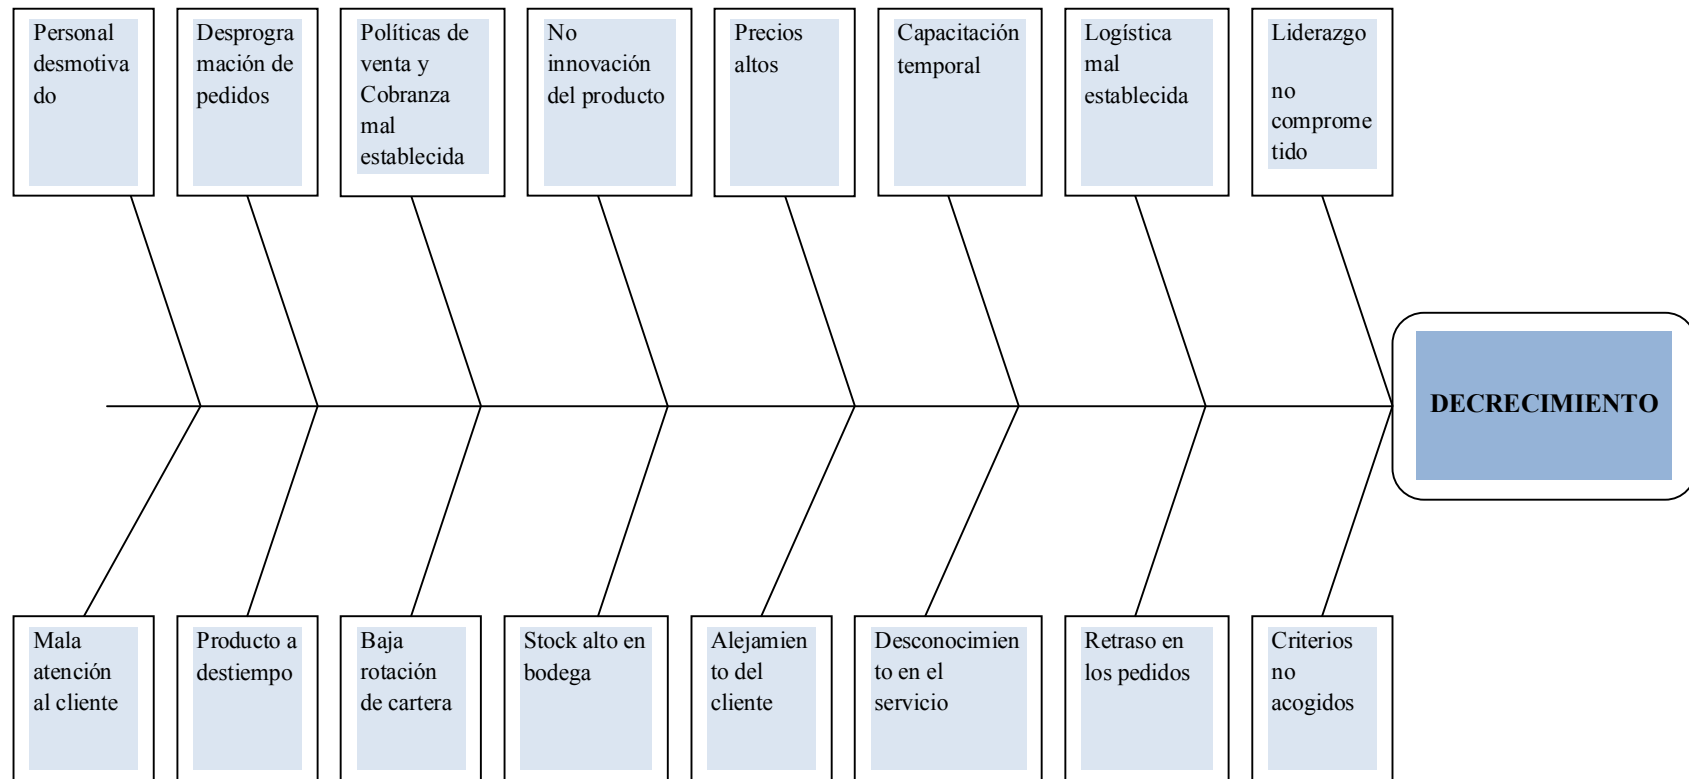 Personal
desmotiva
do
Desprogra
mación de
pedidos
Políticas de
venta y
Cobranza
mal
establecida
No
innovación
del producto
Precios
altos
Capacitación
temporal
Logística
mal
establecida
Liderazgo
no
comprome
tido
DECRECIMIENTO
Mala
atención
al cliente
Producto a
destiempo
Baja
rotación
de cartera
Stock alto en
bodega
Alejamien
to del
cliente
Desconocimien
to en el
servicio
Retraso en
los pedidos
Criterios
no
acogidos